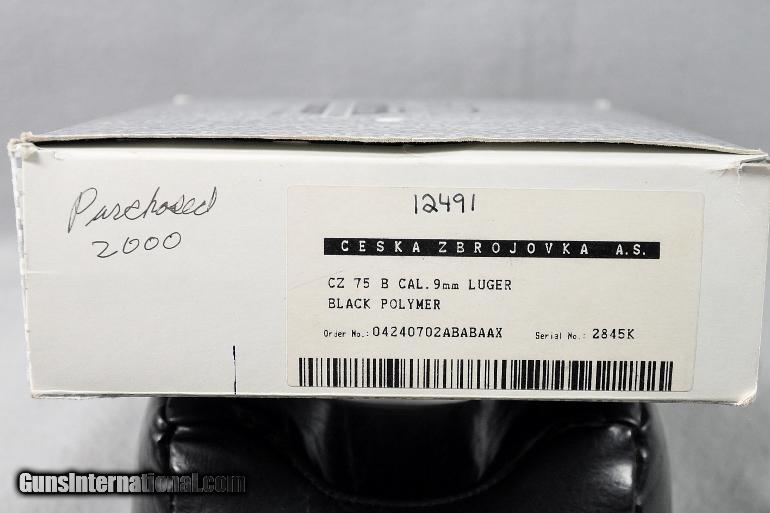 Purchased
2000
12491
CESKA ZBROJOVKA A.S.
CZ 75 B CAL.9mm LUGER
BLACK POLYMER
Order No.: 04240702ABABAAX Serial No.: 2845K
GunsInternational.com